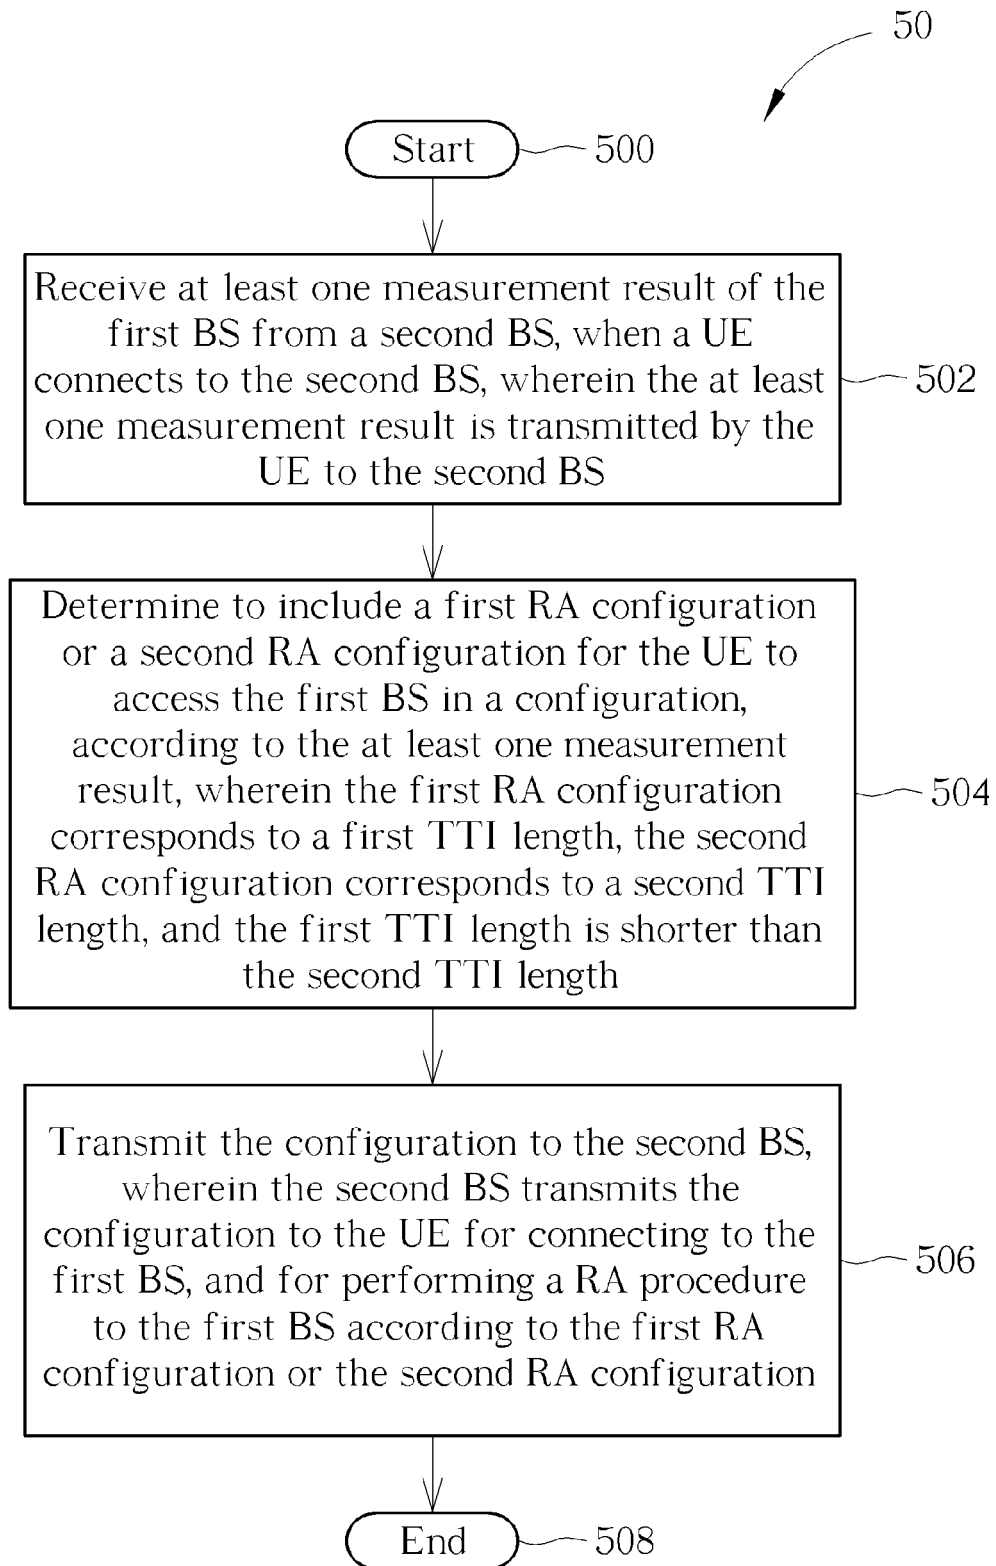 50
Start
500
Receive at least one measurement result of the
first BS from a second BS, when a UE
connects to the second BS, wherein the at least
one measurement result is transmitted by the
UE to the second BS
502
Determine to include a first RA configuration
or a second RA configuration for the UE to
access the first BS in a configuration,
according to the at least one measurement
result, wherein the first RA configuration
corresponds to a first TTI length, the second
RA configuration corresponds to a second TTI
length, and the first TTI length is shorter than
the second TTI length
504
Transmit the configuration to the second BS,
wherein the second BS transmits the
configuration to the UE for connecting to the
first BS, and for performing a RA procedure
to the first BS according to the first RA
configuration or the second RA configuration
506
End
508